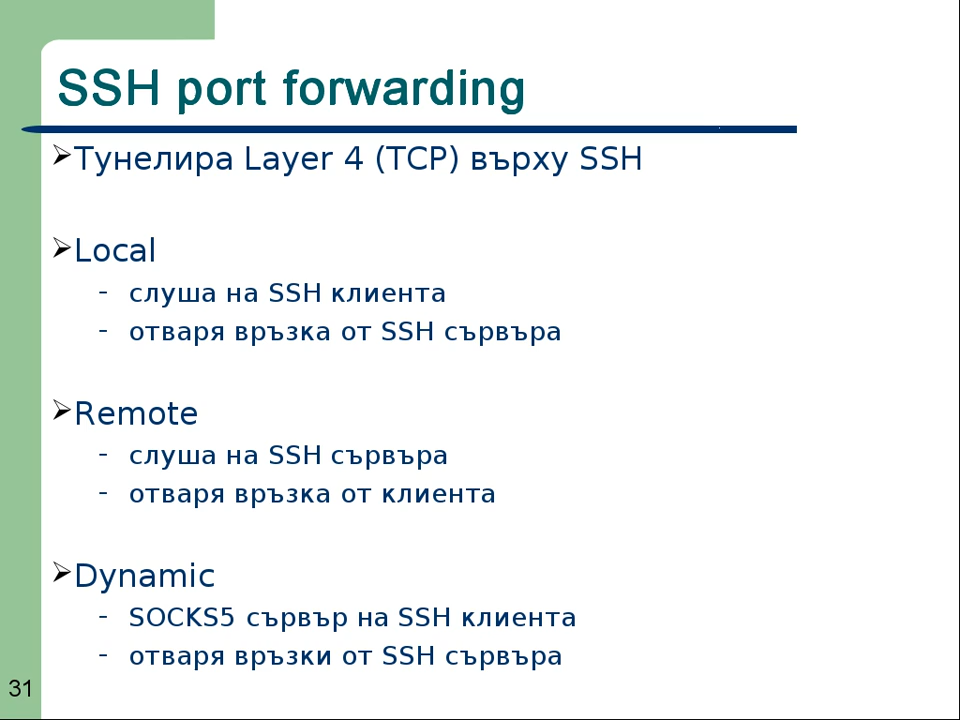 SSH port forwarding
➢Тунелира Layer 4 (TCP) върху SSH
➢Local
- слуша на SSH клиента
- отваря връзка от SSH сървъра
➢Remote
- слуша на SSH сървъра
- отваря връзка от клиента
➢Dynamic
- SOCKS5 сървър на SSH клиента
- отваря връзки от SSH сървъра
31